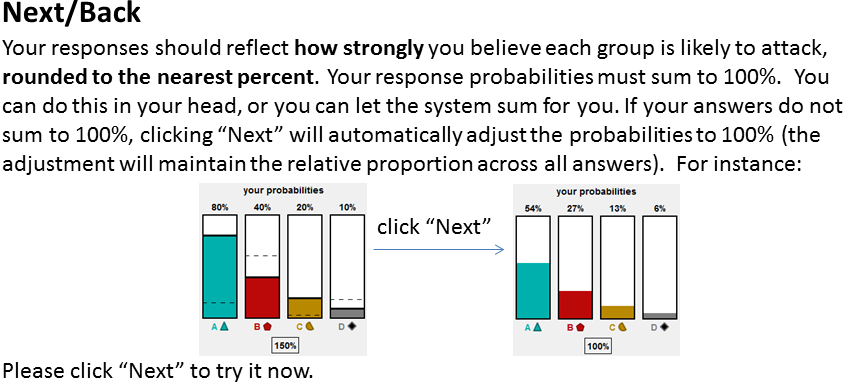 Next/Back
Your responses should reflect how strongly you believe each group is likely to attack,
rounded to the nearest percent. Your response probabilities must sum to 100%. You
can do this in your head, or you can let the system sum for you. If your answers do not
sum to 100%, clicking “Next” will automatically adjust the probabilities to 100% (the
adjustment will maintain the relative proportion across all answers). For instance:
your probabilities
80% 40% 20% 10%
A B C D
150%
click “Next”
your probabilities
54% 27% 13% 6%
A B C D
100%
Please click “Next” to try it now.